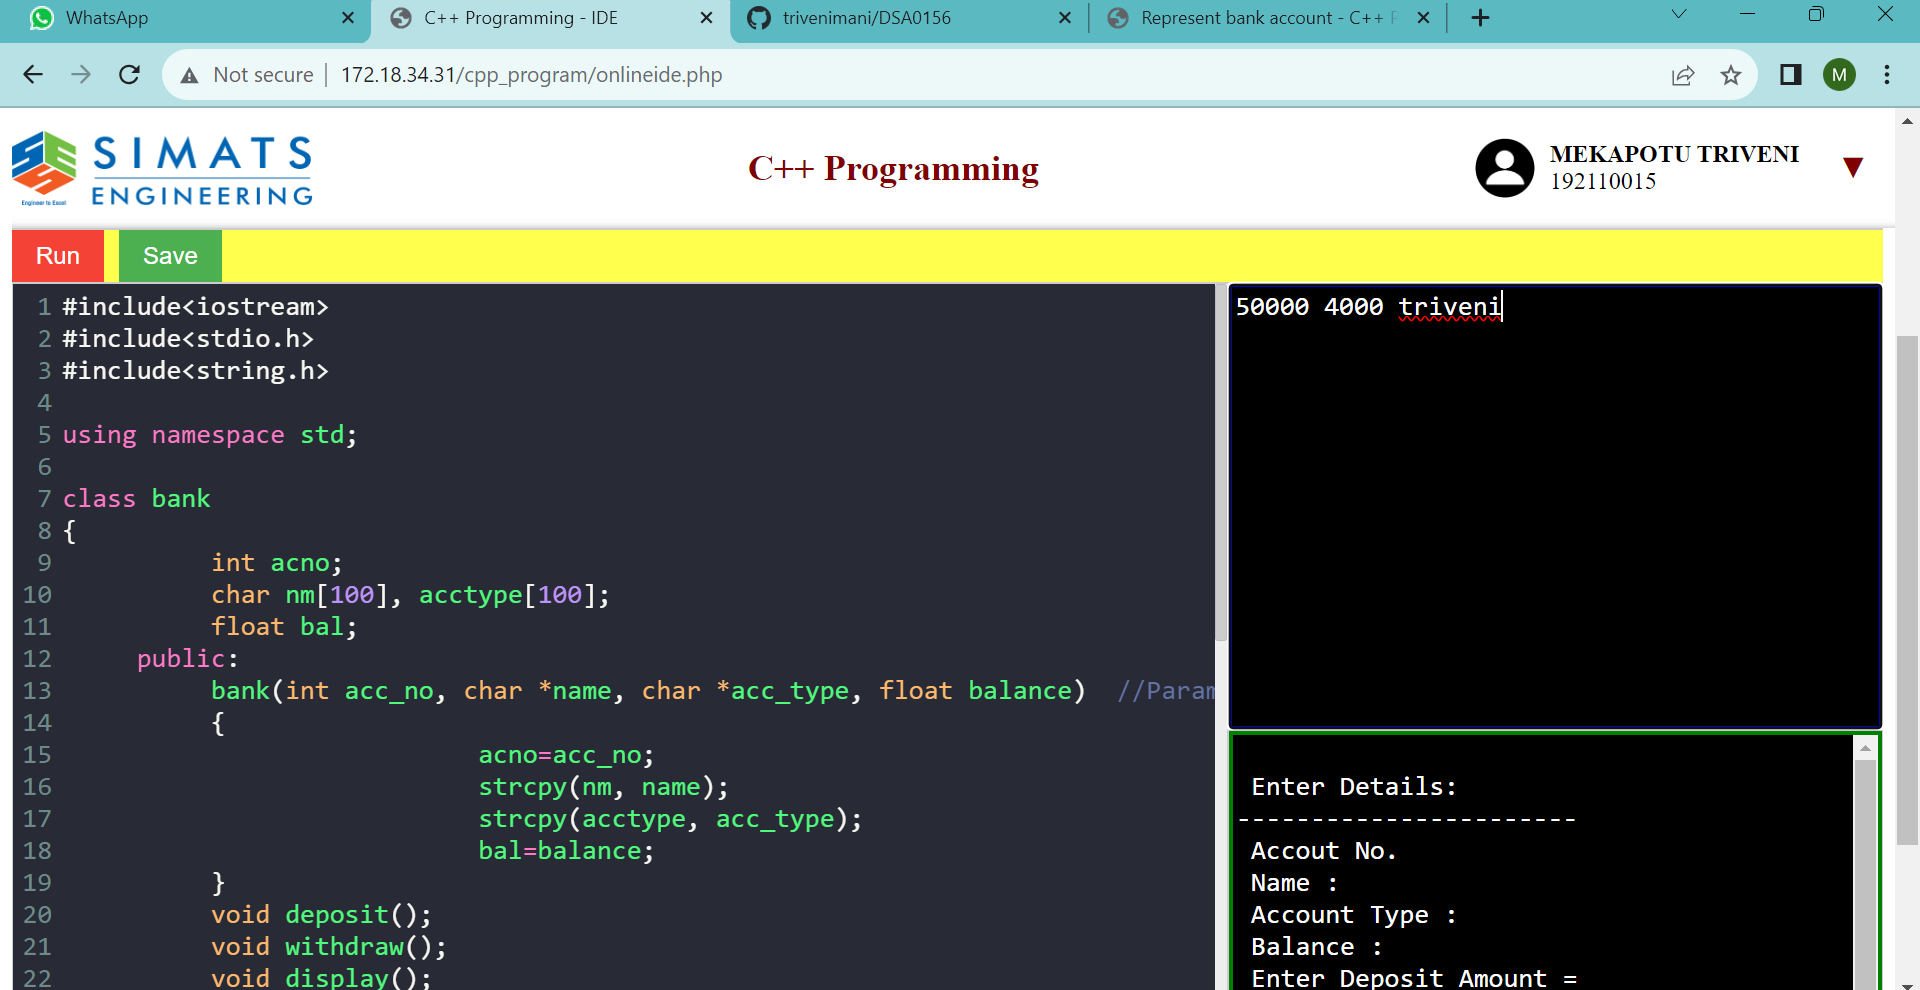 WhatsApp
C++ Programming - IDE
trivenimani/DSA0156
Represent bank account - C++
Not secure
172.18.34.31/cpp_program/onlineide.php
M
SIMATS
ENGINEERING
Engineer to Excel
C++ Programming
MEKAPOTU TRIVENI
192110015
Run
Save
1 #include<iostream>
2 #include<stdio.h>
3 #include<string.h>
4
5 using namespace std;
6
7 class bank
8 {
9 int acno;
10 char nm[100], acctype[100];
11 float bal;
12 public:
13 bank(int acc_no, char *name, char *acc_type, float balance) //Param
14 {
15 acno=acc_no;
16 strcpy(nm, name);
17 strcpy(acctype, acc_type);
18 bal=balance;
19 }
20 void deposit();
21 void withdraw();
22 void display();
50000 4000 triveni
Enter Details:
-----------------------
Accout No.
Name :
Account Type :
Balance :
Enter Deposit Amount =